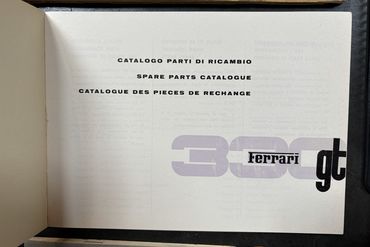 CATALOGO PARTI DI RICAMBIO
SPARE PARTS CATALOGUE
CATALOGUE DES PIECES DE RECHANGE
330
Ferrari
gt